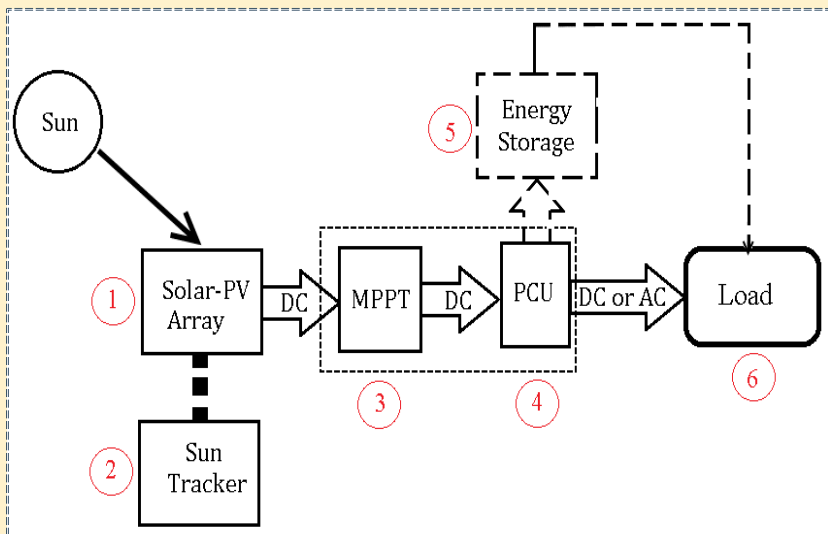 Sun
Energy
Storage
5
1
Solar-PV
Array
DC
MPPT
DC
PCU
DC or AC
Load
3
4
6
2
Sun
Tracker